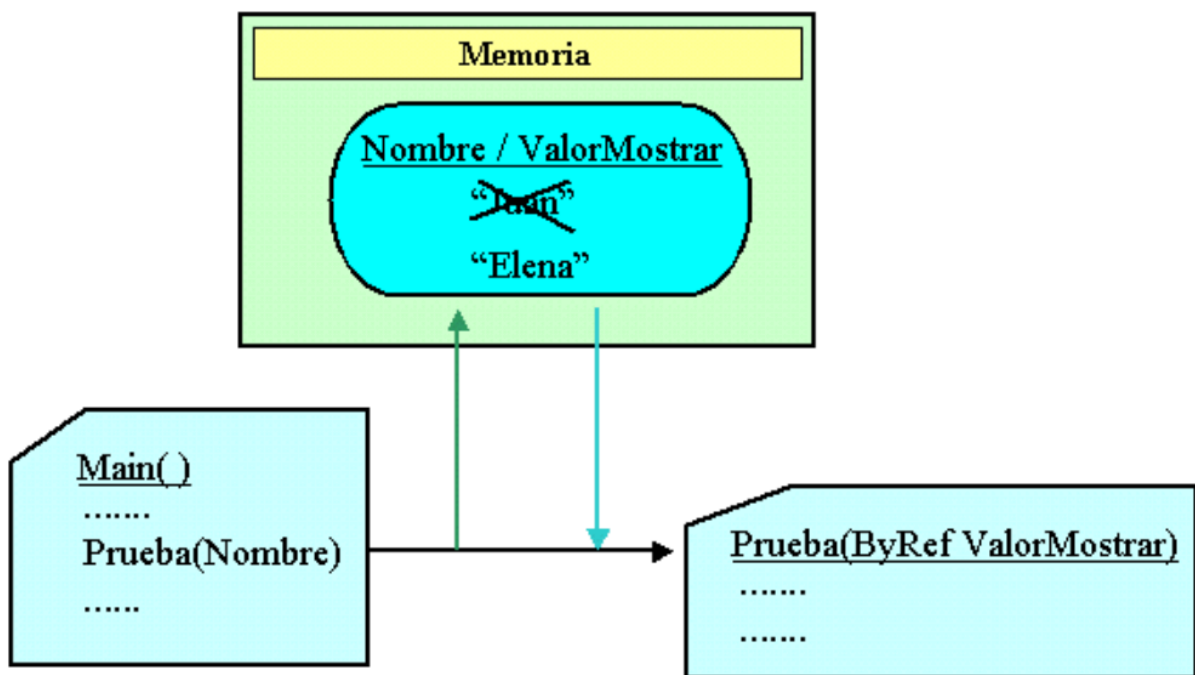 Memoria
Nombre / ValorMostrar
“Juan”
“Elena”
Main( )
.......
Prueba(Nombre)
......
Prueba(ByRef ValorMostrar)
.......
.......